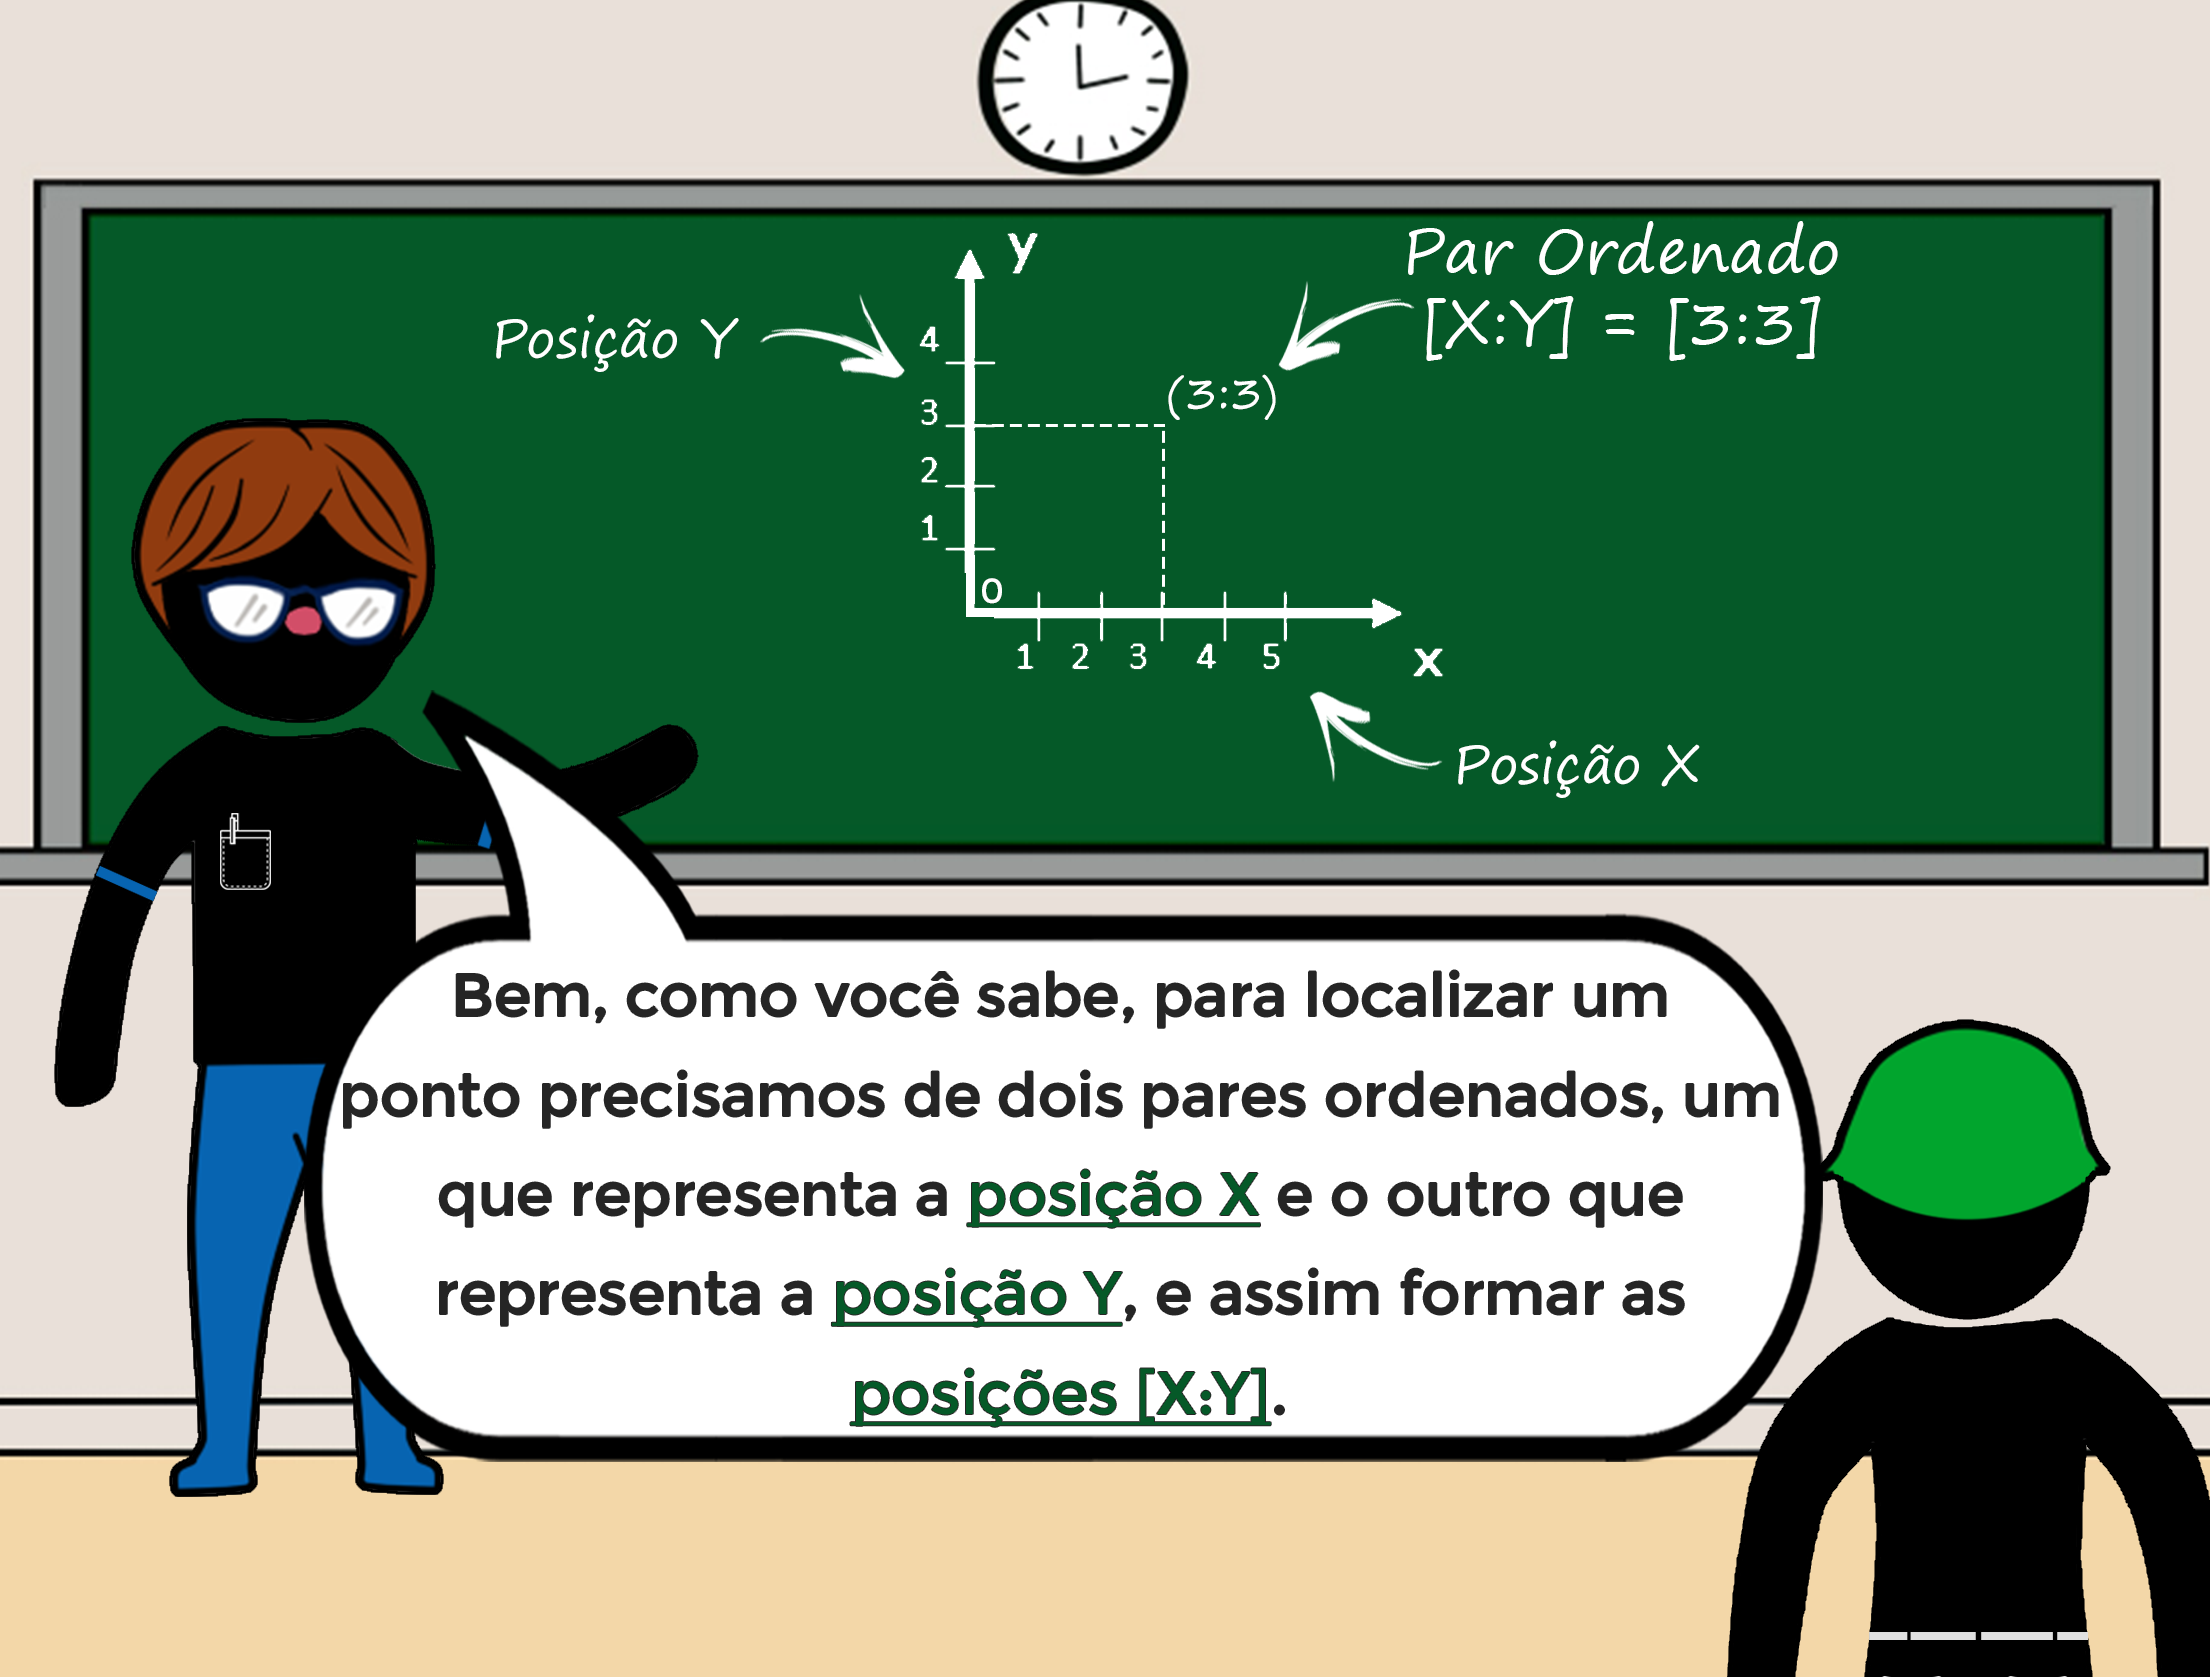 y
Par Ordenado
[X:Y] = [3:3]
Posição Y
4
(3:3)
3
2
1
0
1 2 3 4 5
x
Posição X
Bem, como você sabe, para localizar um
ponto precisamos de dois pares ordenados, um
que representa a posição X e o outro que
representa a posição Y, e assim formar as
posições [X:Y].